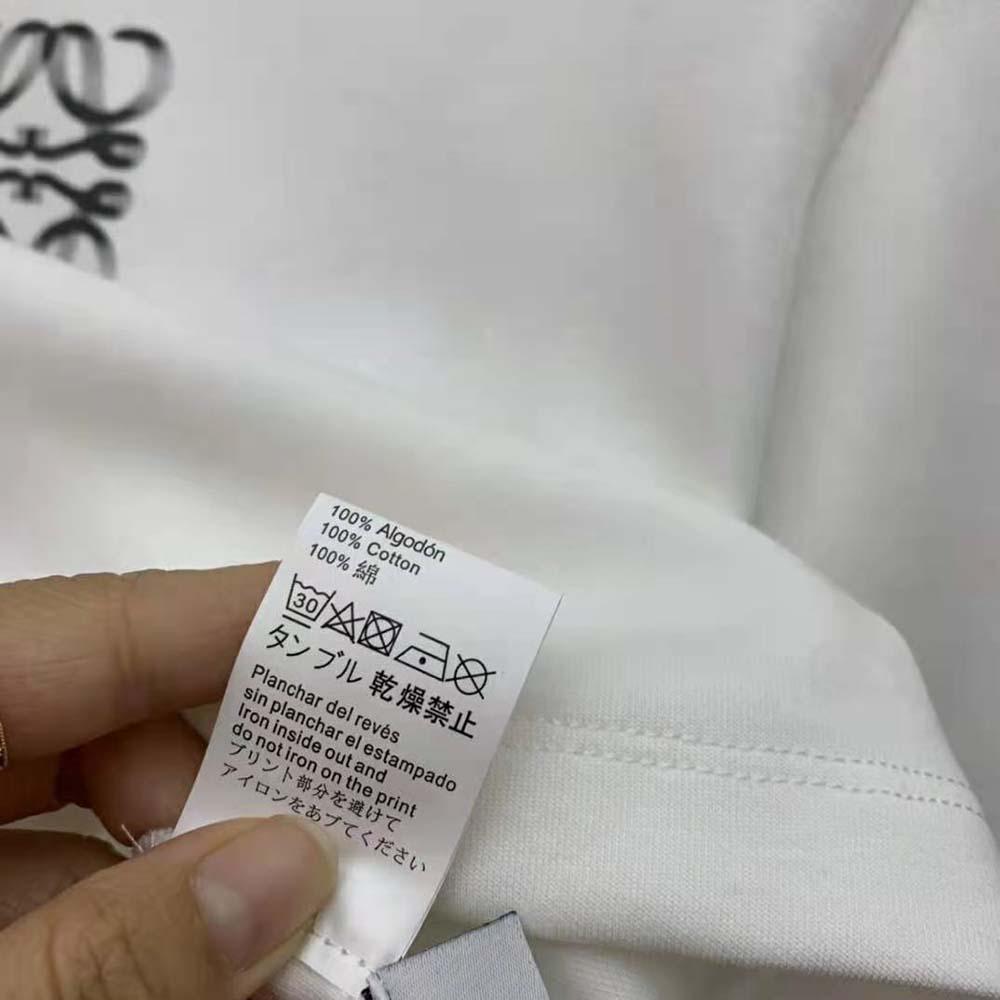 100% Algodón
100% Cotton
100% 綿
30
タンブル 乾燥禁止
Planchar del revés
sin planchar el estampado
Iron inside out and
do not iron on the print
プリント部分を避けて
アイロンをあブてください